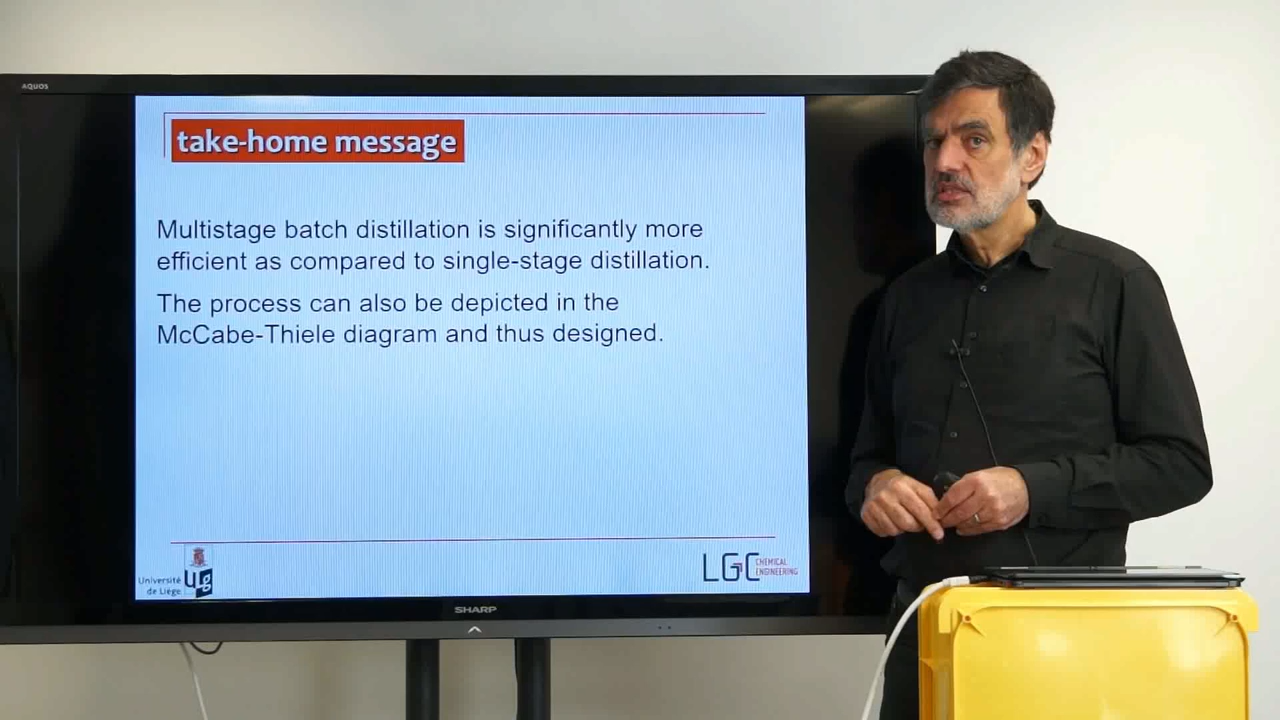 AQUOS
take-home message
Multistage batch distillation is significantly more
efficient as compared to single-stage distillation.
The process can also be depicted in the
McCabe-Thiele diagram and thus designed.
Université
de Liège
ULg
LGC
CHEMICAL
ENGINEERING
SHARP